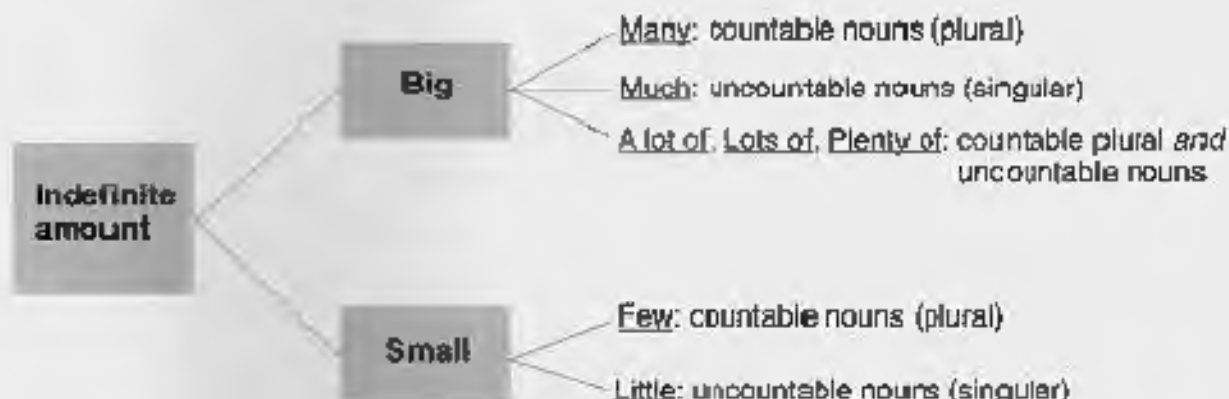 Many: countable nouns (plural)
Big
Much: uncountable nouns (singular)
A lot of, Lots of, Plenty of: countable plural and
uncountable nouns
Indefinite
amount
Few: countable nouns (plural)
Small
Little: uncountable nouns (singular)